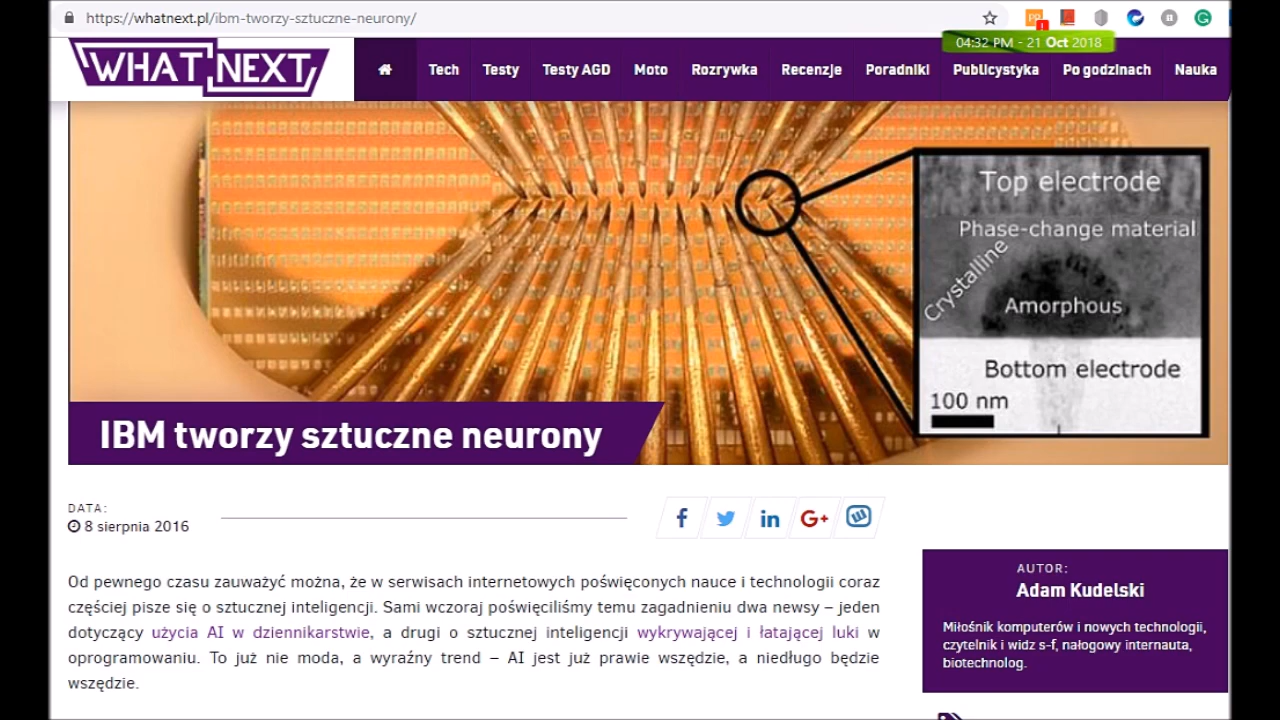 https://whatnext.pl/ibm-tworzy-sztuczne-neurony/
04:32 PM - 21 Oct 2018
WHAT NEXT
Tech Testy Testy AGD Moto Rozrywka Recenzje Poradniki Publicystyka Po godzinach Nauka
Top electrode
Phase-change material
Crystalline
Amorphous
Bottom electrode
100 nm
IBM tworzy sztuczne neurony
DATA:
8 sierpnia 2016
Od pewnego czasu zauważyć można, że w serwisach internetowych poświęconych nauce i technologii coraz
częściej pisze się o sztucznej inteligencji. Sami wczoraj poświęciliśmy temu zagadnieniu dwa newsy – jeden
dotyczący użycia AI w dziennikarstwie, a drugi o sztucznej inteligencji wykrywającej i łatającej luki w
oprogramowaniu. To już nie moda, a wyraźny trend – AI jest już prawie wszędzie, a niedługo będzie
wszędzie.
AUTOR:
Adam Kudelski
Miłośnik komputerów i nowych technologii,
czytelnik i widz s-f, nałogowy internauta,
biotechnolog.